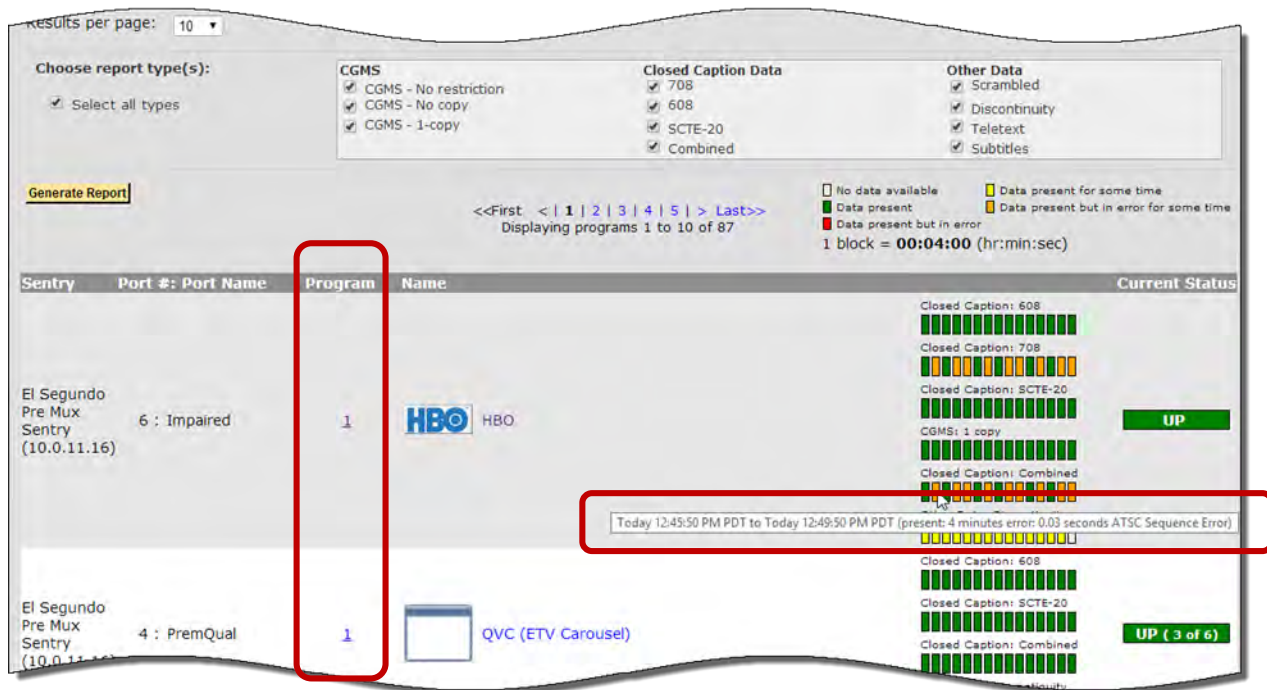 Results per page: 10
Choose report type(s):
Select all types
CGMS
CGMS - No restriction
CGMS - No copy
CGMS - 1-copy
Closed Caption Data
708
608
SCTE-20
Combined
Other Data
Scrambled
Discontinuity
Teletext
Subtitles
Generate Report
<<First < | 1 | 2 | 3 | 4 | 5 | > Last>>
Displaying programs 1 to 10 of 87
No data available
Data present for some time
Data present
Data present but in error for some time
Data present but in error
1 block = 00:04:00 (hr:min:sec)
Sentry Port #: Port Name Program Name Current Status
El Segundo
Pre Mux
Sentry
(10.0.11.16)
6 : Impaired
1
HBO HBO
Closed Caption: 608
Closed Caption: 708
Closed Caption: SCTE-20
CGMS: 1 copy
Closed Caption: Combined
UP
Today 12:45:50 PM PDT to Today 12:49:50 PM PDT (present: 4 minutes error: 0.03 seconds ATSC Sequence Error)
El Segundo
Pre Mux
Sentry
(10.0.11.16)
4 : PremQual
1
QVC (ETV Carousel)
Closed Caption: 608
Closed Caption: SCTE-20
Closed Caption: Combined
UP ( 3 of 6)